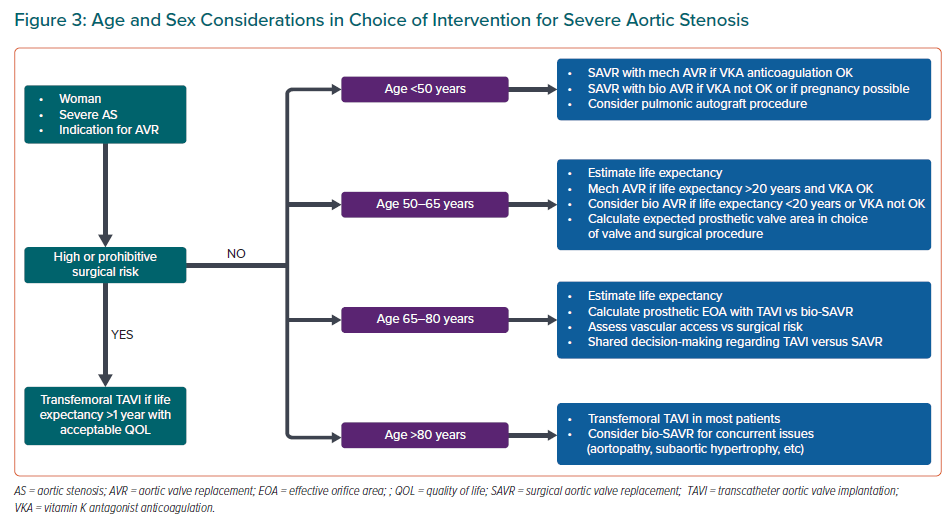 Figure 3: Age and Sex Considerations in Choice of Intervention for Severe Aortic Stenosis
• Woman
• Severe AS
• Indication for AVR
High or prohibitive
surgical risk
YES
Transfemoral TAVI if life
expectancy >1 year with
acceptable QOL
NO
Age <50 years
• SAVR with mech AVR if VKA anticoagulation OK
• SAVR with bio AVR if VKA not OK or if pregnancy possible
• Consider pulmonic autograft procedure
Age 50–65 years
• Estimate life expectancy
• Mech AVR if life expectancy >20 years and VKA OK
• Consider bio AVR if life expectancy <20 years or VKA not OK
• Calculate expected prosthetic valve area in choice
of valve and surgical procedure
Age 65–80 years
• Estimate life expectancy
• Calculate prosthetic EOA with TAVI vs bio-SAVR
• Assess vascular access vs surgical risk
• Shared decision-making regarding TAVI versus SAVR
Age >80 years
• Transfemoral TAVI in most patients
• Consider bio-SAVR for concurrent issues
(aortopathy, subaortic hypertrophy, etc)
AS = aortic stenosis; AVR = aortic valve replacement; EOA = effective orifice area; ; QOL = quality of life; SAVR = surgical aortic valve replacement; TAVI = transcatheter aortic valve implantation;
VKA = vitamin K antagonist anticoagulation.